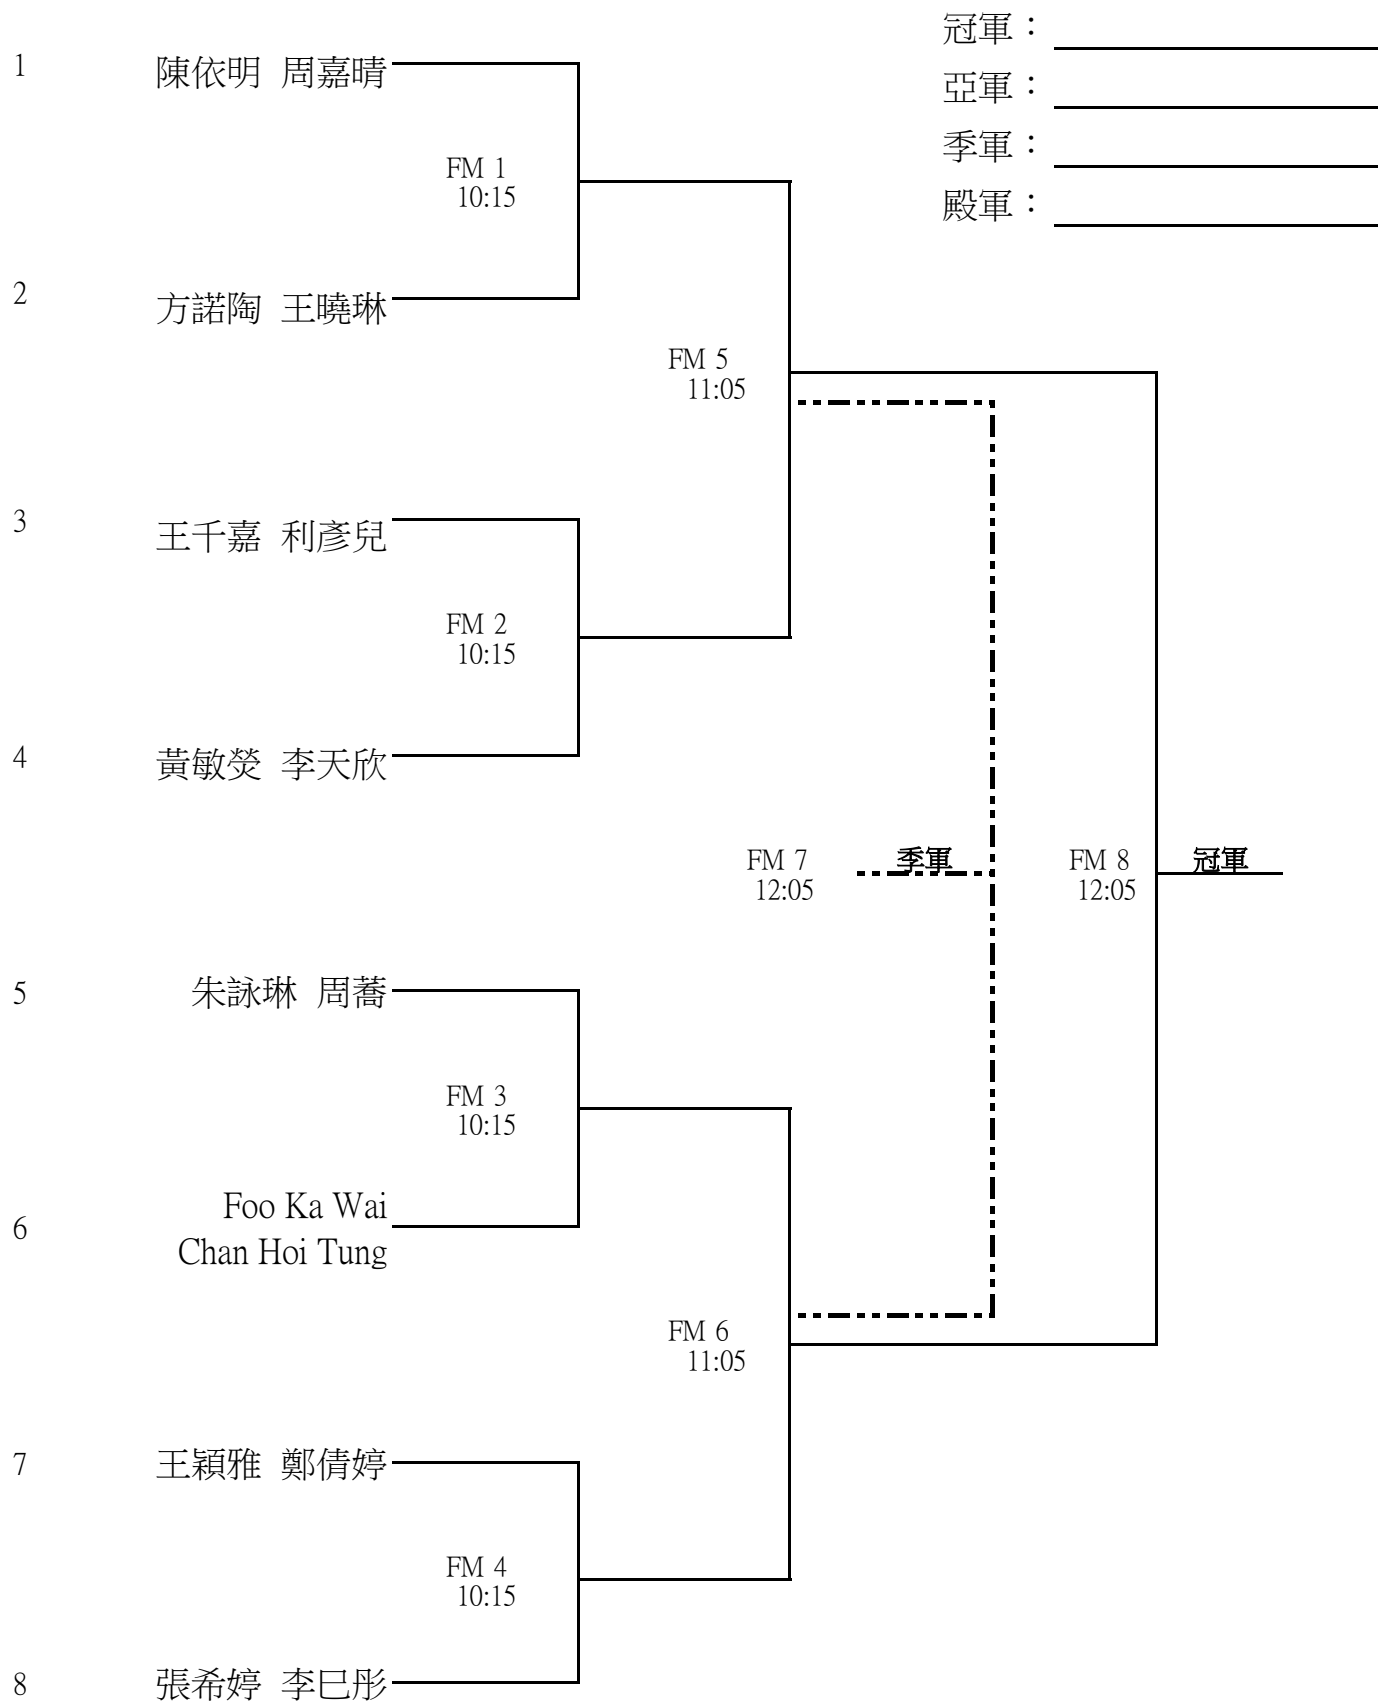 冠軍：
1
陳依明 周嘉晴
亞軍：
季軍：
FM 1
10:15
殿軍：
2
方諾陶 王曉琳
FM 5
11:05
3
王千嘉 利彥兒
FM 2
10:15
4
黃敏熒 李天欣
FM 7
12:05
季軍
FM 8
12:05
冠軍
5
朱詠琳 周蕎
FM 3
10:15
6
Foo Ka Wai
Chan Hoi Tung
FM 6
11:05
7
王穎雅 鄭倩婷
FM 4
10:15
8
張希婷 李巳彤